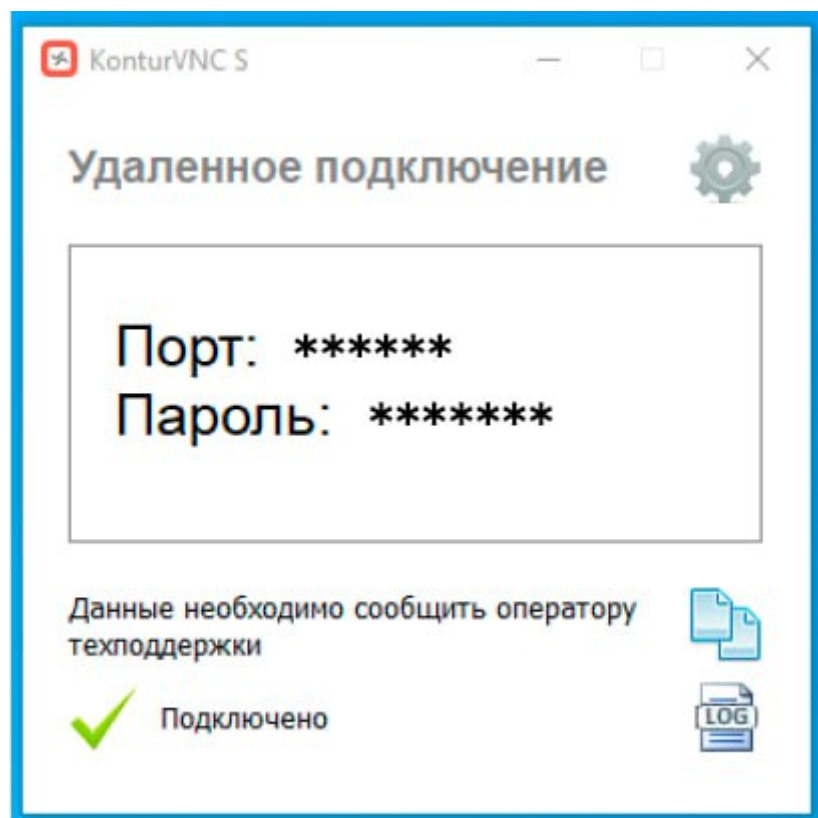 KonturVNC S
Удаленное подключение
Порт: ******
Пароль: *******
Данные необходимо сообщить оператору
техподдержки
Подключено
LOG